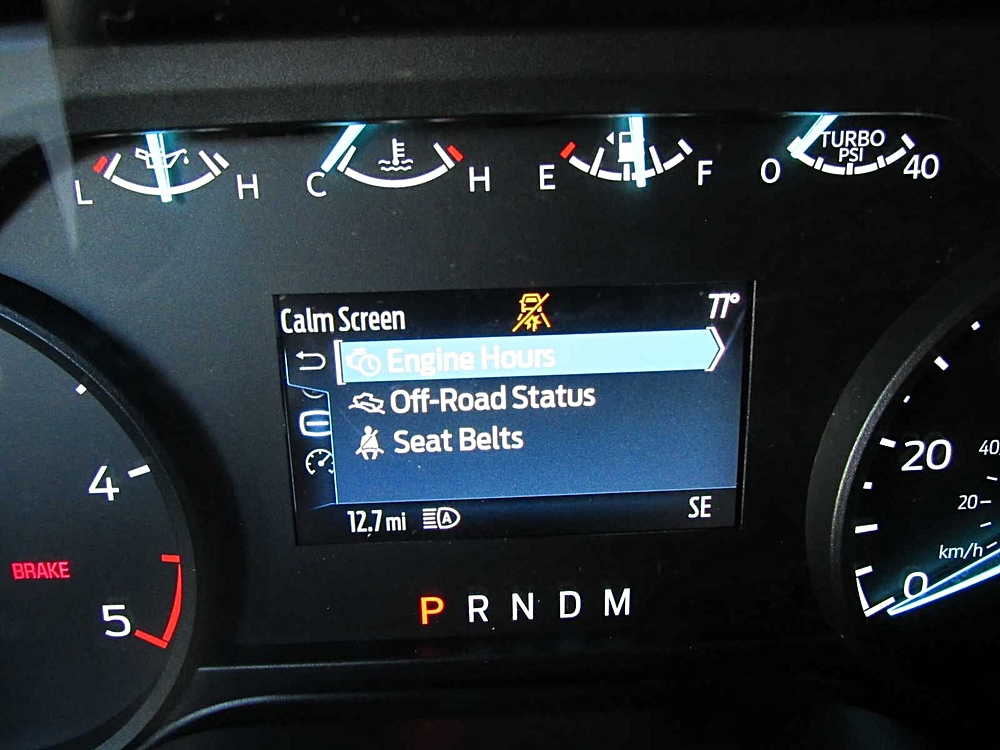 L H C H E F 0 TURBO PSI 40
Calm Screen 77°
Engine Hours
Off-Road Status
Seat Belts
12.7 mi A SE
4
5
BRAKE
20
0
40
20
km/h
P R N D M